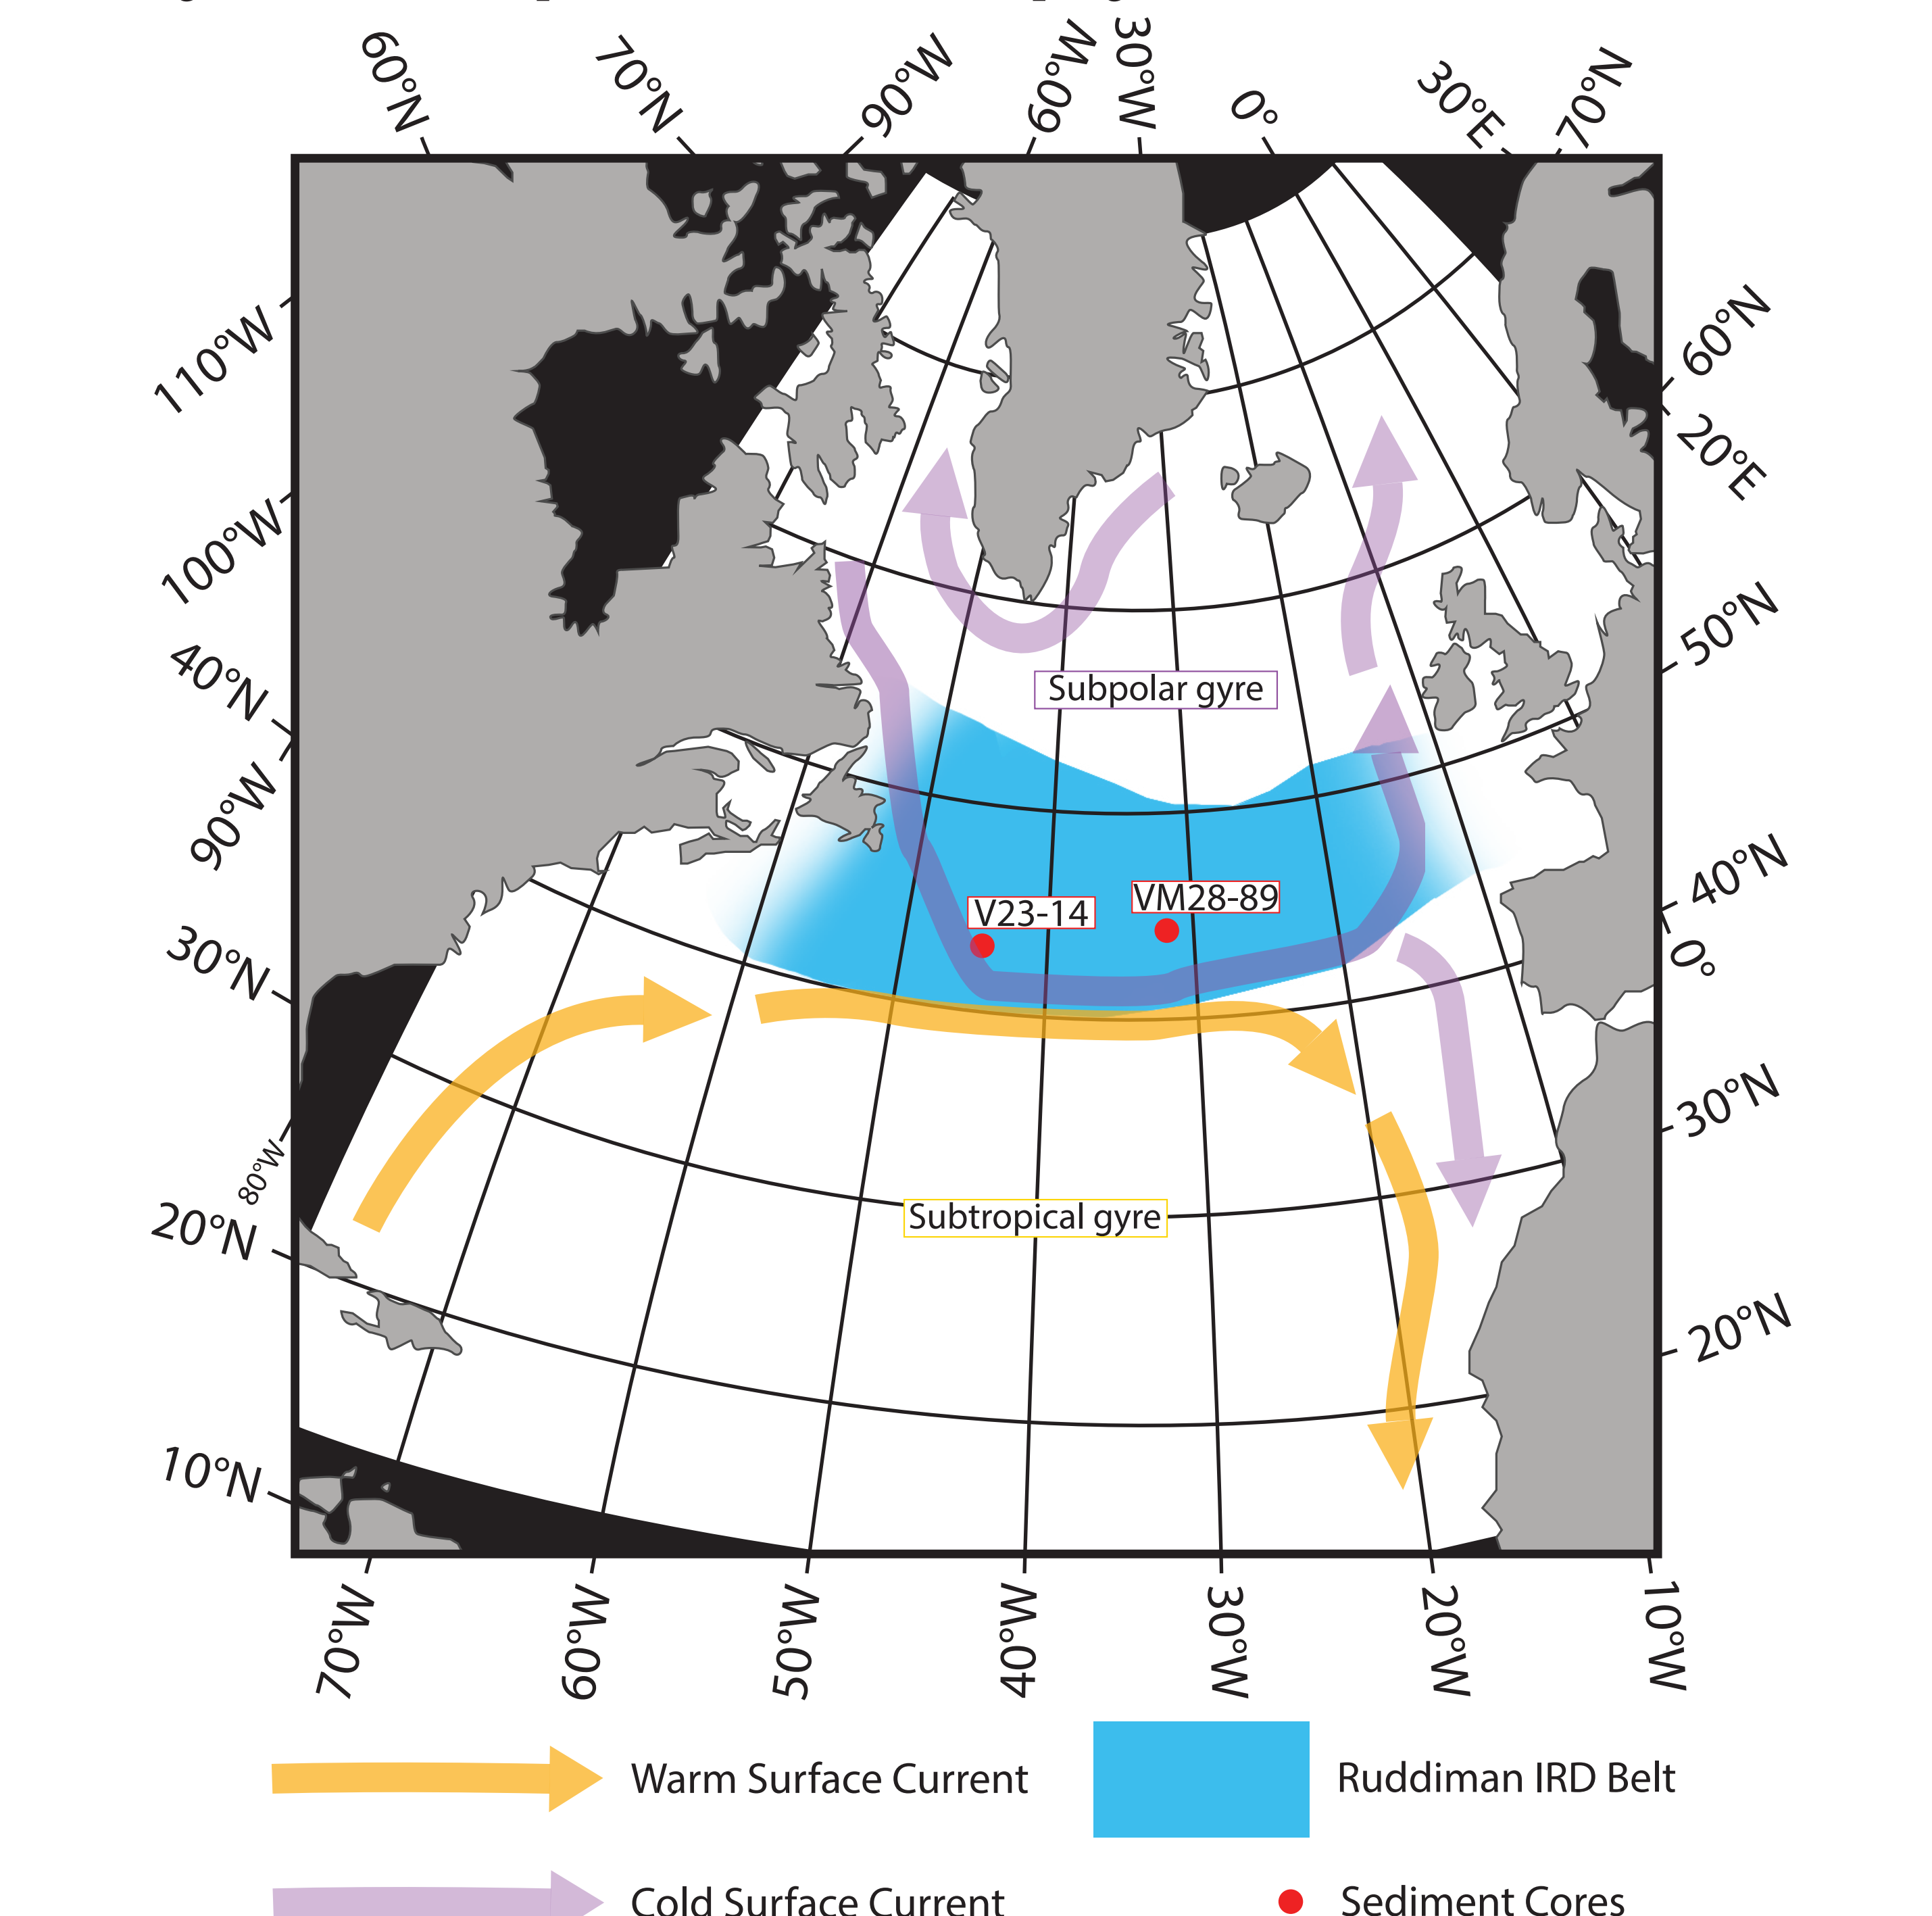 60°N
70°N
90°W
60°W
30°W
0°
30°E
70°N
110°W
100°W
40°N
90°W
30°N
80°W
20°N
10°N
60°N
20°E
50°N
40°N
0°
30°N
20°N
Subpolar gyre
V23-14
VM28-89
Subtropical gyre
70°W
60°W
50°W
40°W
30°W
20°W
10°W
Warm Surface Current
Ruddiman IRD Belt
Cold Surface Current
Sediment Cores